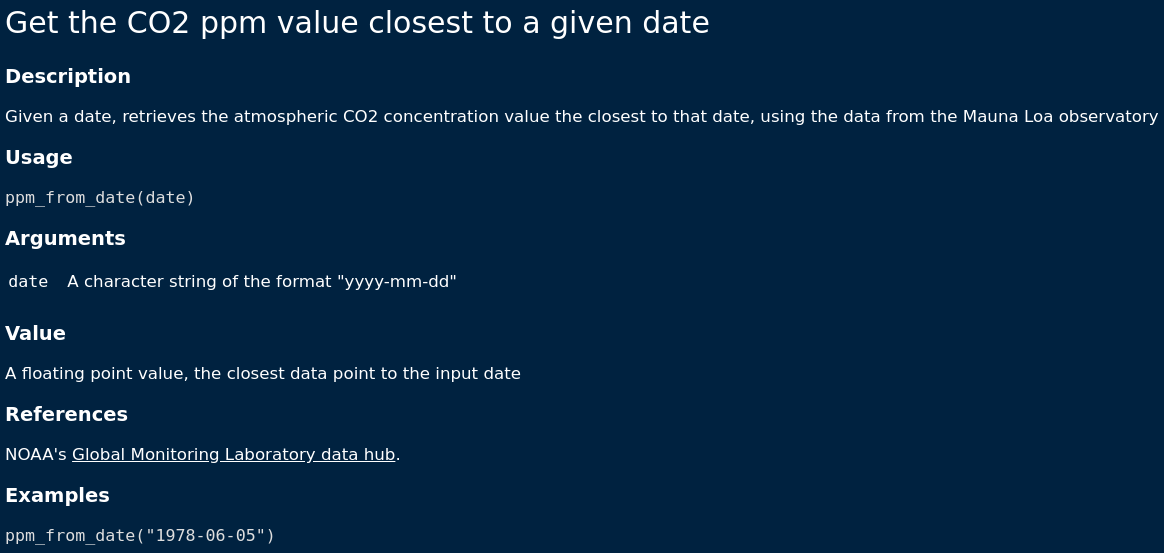 Get the CO2 ppm value closest to a given date
Description
Given a date, retrieves the atmospheric CO2 concentration value the closest to that date, using the data from the Mauna Loa observatory
Usage
ppm_from_date(date)
Arguments
date A character string of the format "yyyy-mm-dd"
Value
A floating point value, the closest data point to the input date
References
NOAA's Global Monitoring Laboratory data hub.
Examples
ppm_from_date("1978-06-05")